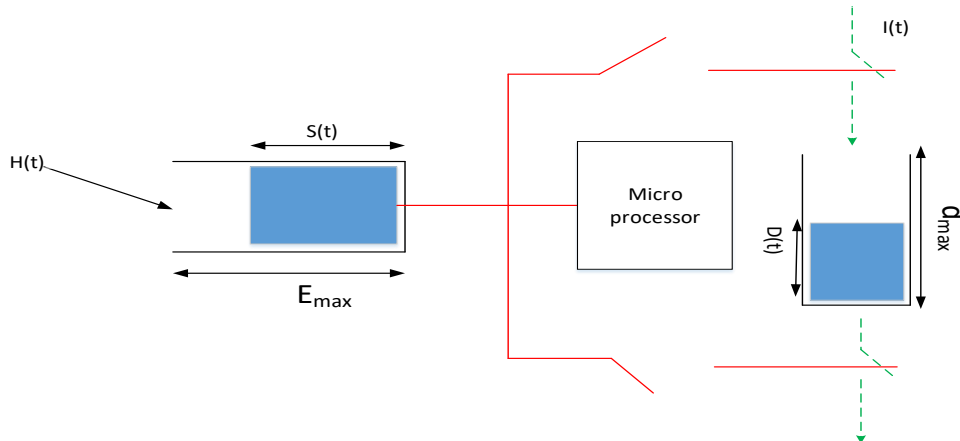 I(t)
S(t)
H(t)
Micro
processor
D(t)
dmax
Emax